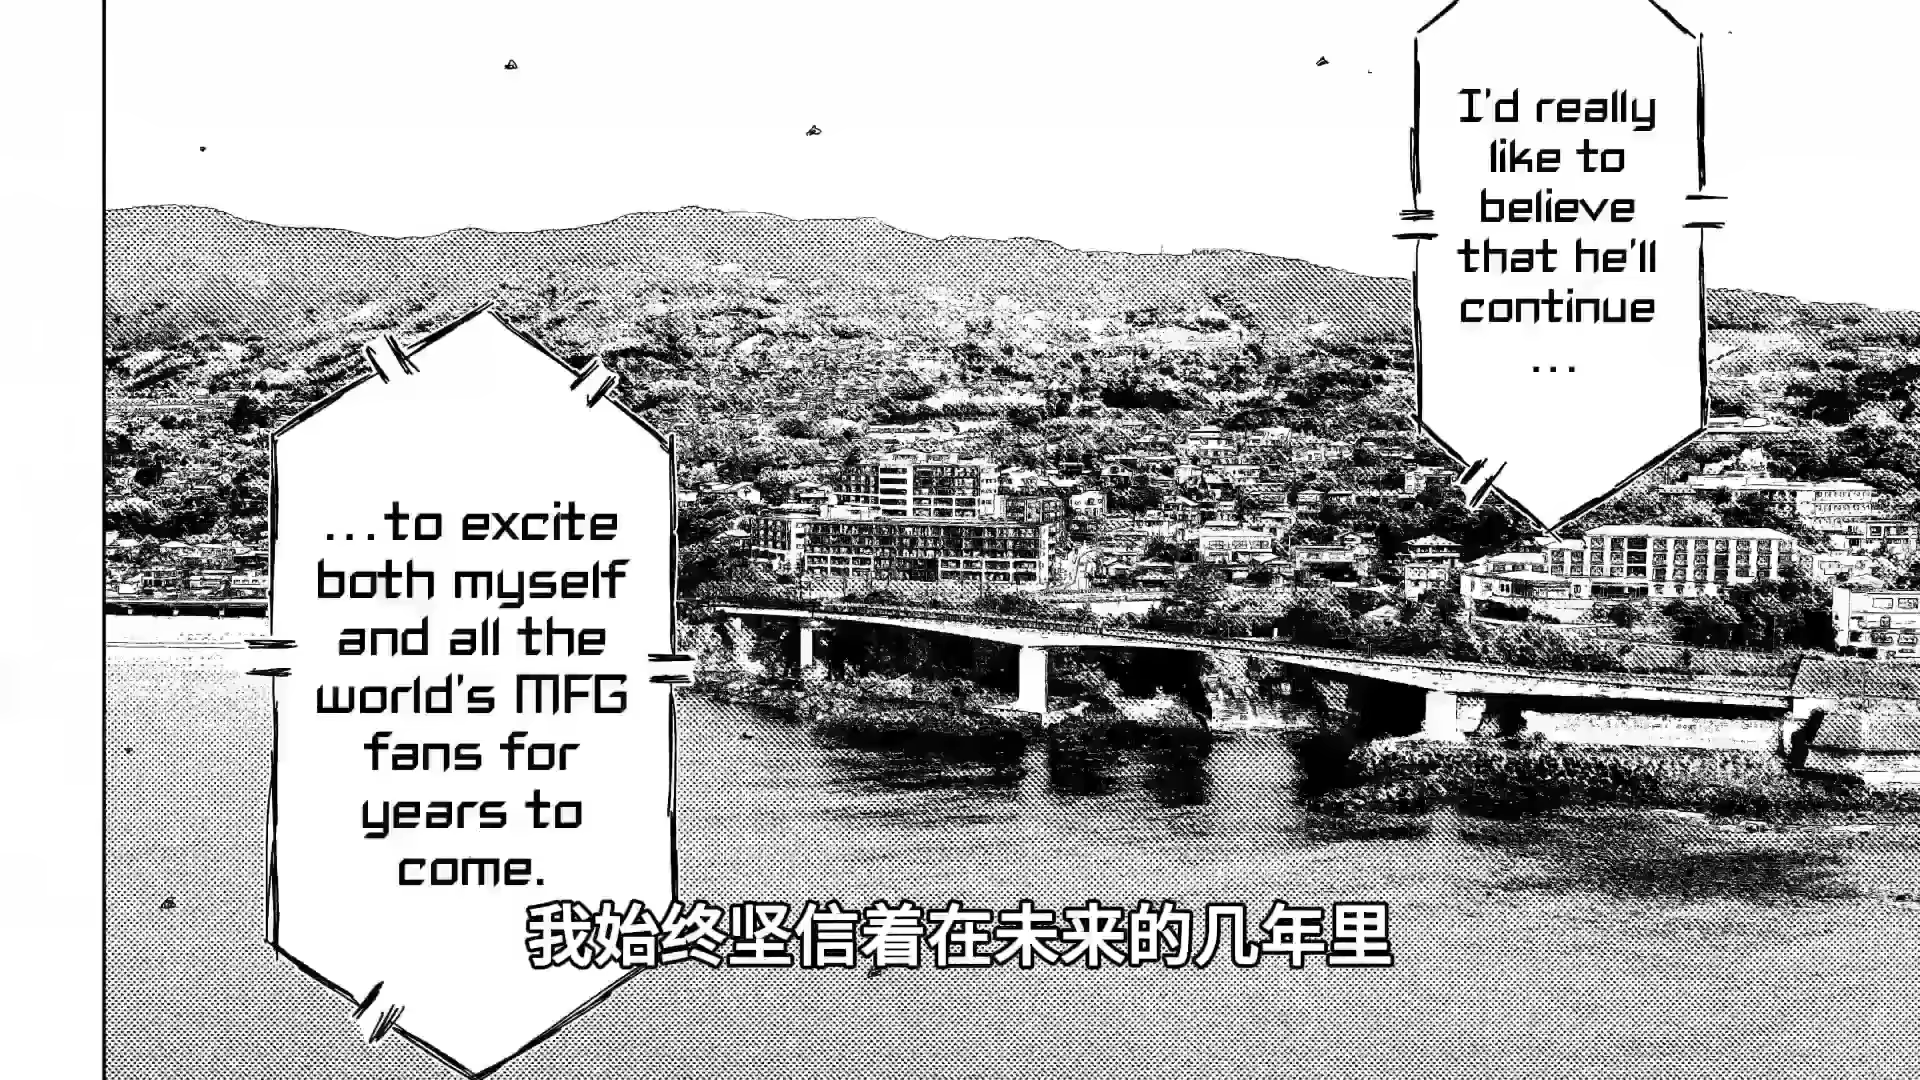 I'd really
like to
believe
that he'll
continue
...
...to excite
both myself
and all the
world's MFG
fans for
years to
come.
我始终坚信着在未来的几年里